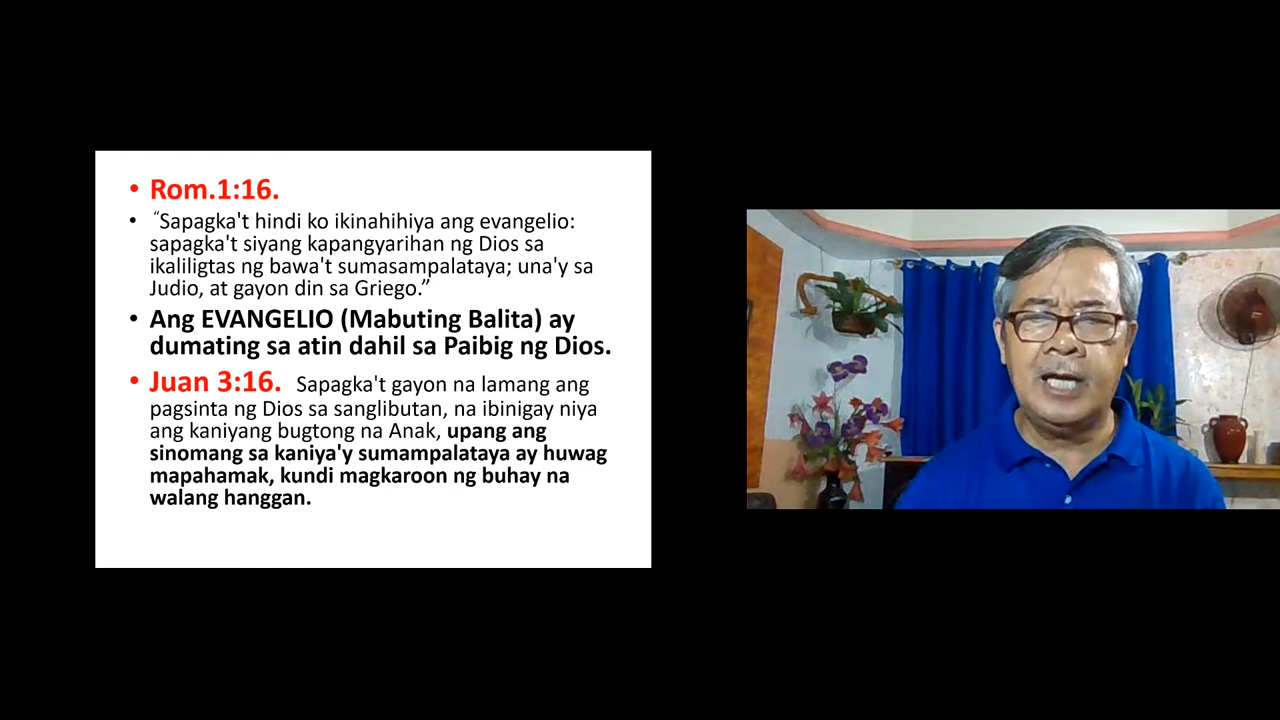 • Rom.1:16.
• “Sapagka't hindi ko ikinahihiya ang evangelio:
sapagka't siyang kapangyarihan ng Dios sa
ikaliligtas ng bawa't sumasampalataya; una'y sa
Judio, at gayon din sa Griego.”
• Ang EVANGELIO (Mabuting Balita) ay
dumating sa atin dahil sa Paibig ng Dios.
• Juan 3:16. Sapagka't gayon na lamang ang
pagsinta ng Dios sa sanglibutan, na ibinigay niya
ang kaniyang bugtong na Anak, upang ang
sinomang sa kaniya'y sumampalataya ay huwag
mapahamak, kundi magkaroon ng buhay na
walang hanggan.